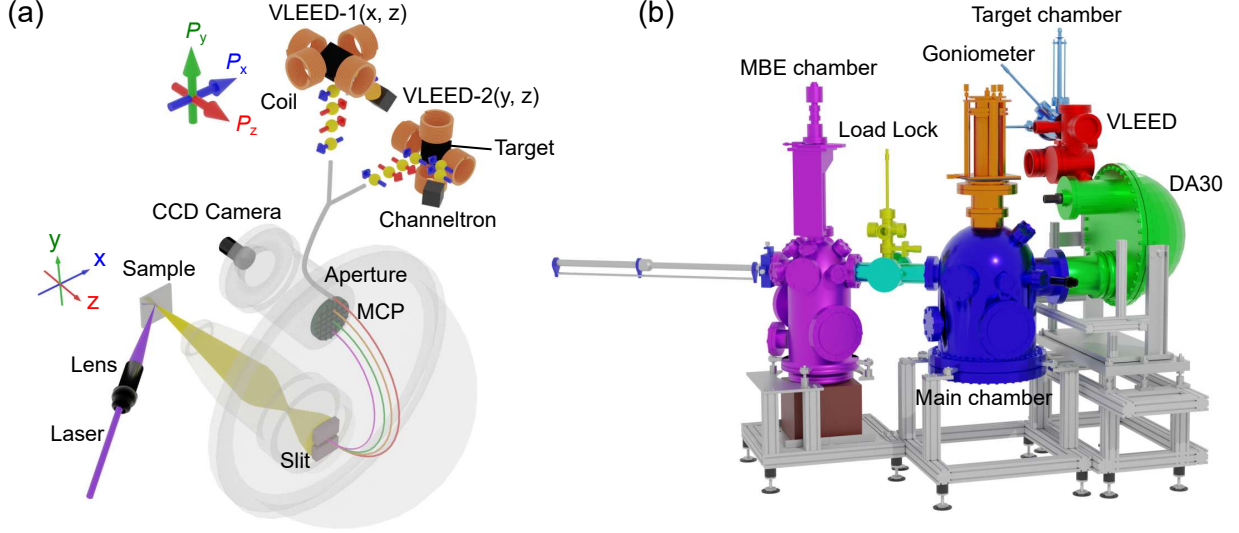 (a)
VLEED-1(x, z)
Py
Px
Pz
Coil
VLEED-2(y, z)
Target
Channeltron
CCD Camera
y
x
z
Sample
Aperture
MCP
Lens
Laser
Slit
(b)
Target chamber
Goniometer
MBE chamber
VLEED
Load Lock
DA30
Main chamber